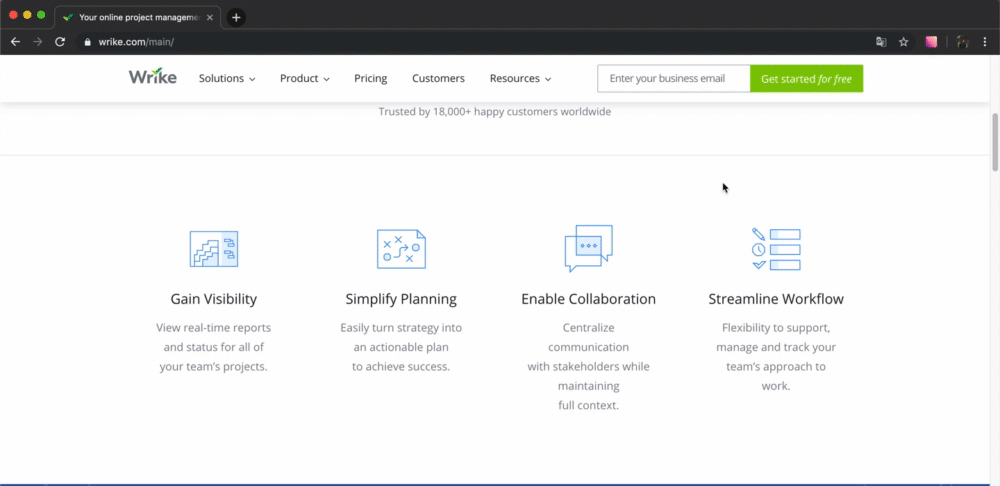 Your online project manageme
wrike.com/main/
Wrike
Solutions
Product
Pricing
Customers
Resources
Enter your business email
Get started for free
Trusted by 18,000+ happy customers worldwide
Gain Visibility
View real-time reports
and status for all of
your team's projects.
Simplify Planning
Easily turn strategy into
an actionable plan
to achieve success.
Enable Collaboration
Centralize
communication
with stakeholders while
maintaining
full context.
Streamline Workflow
Flexibility to support,
manage and track your
team's approach to
work.